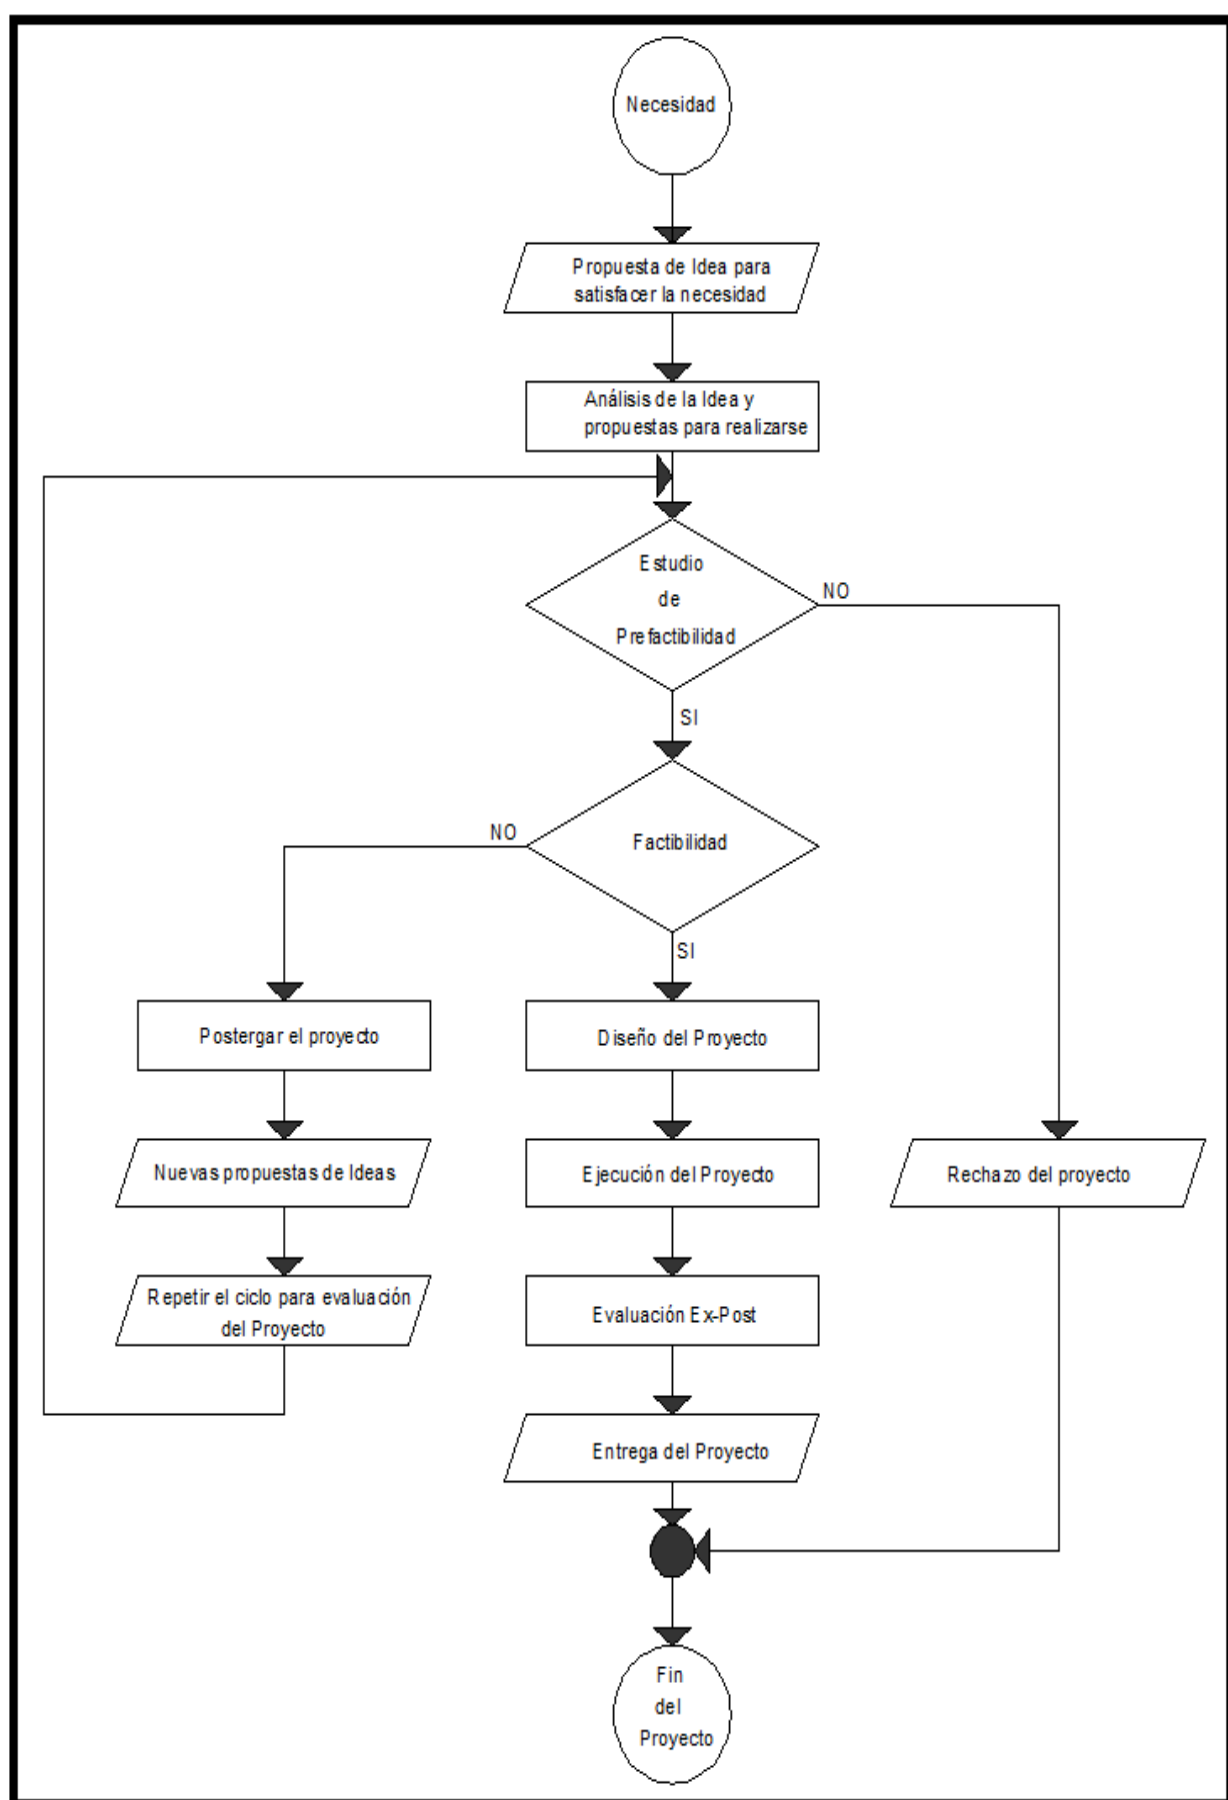 Necesidad
Propuesta de Idea para
satisfacer la necesidad
Análisis de la Idea y
propuestas para realizarse
Estudio
de
Prefactibilidad
NO
SI
Factibilidad
NO
SI
Postergar el proyecto
Diseño del Proyecto
Nuevas propuestas de Ideas
Ejecución del Proyecto
Rechazo del proyecto
Repetir el ciclo para evaluación
del Proyecto
Evaluación Ex-Post
Entrega del Proyecto
Fin
del
Proyecto